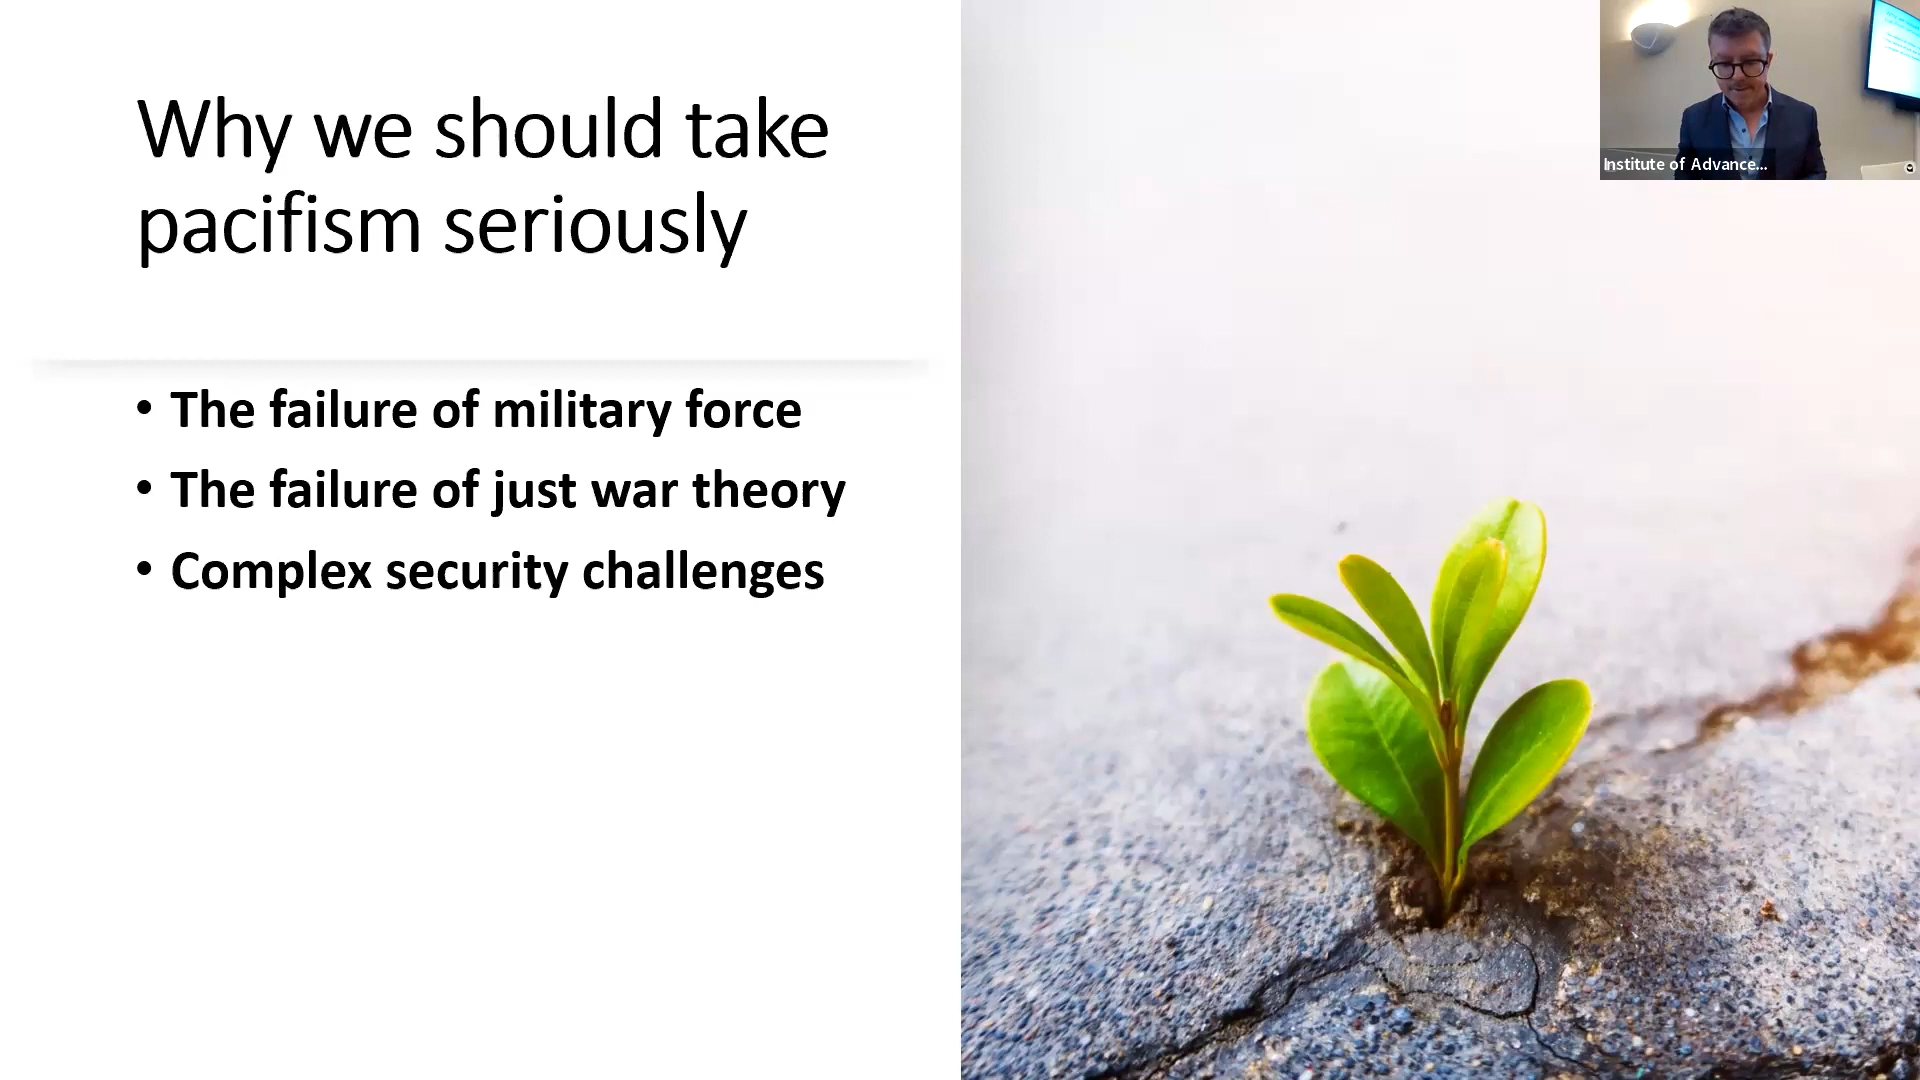 Why we should take
pacifism seriously
• The failure of military force
• The failure of just war theory
• Complex security challenges
Institute of Advance...